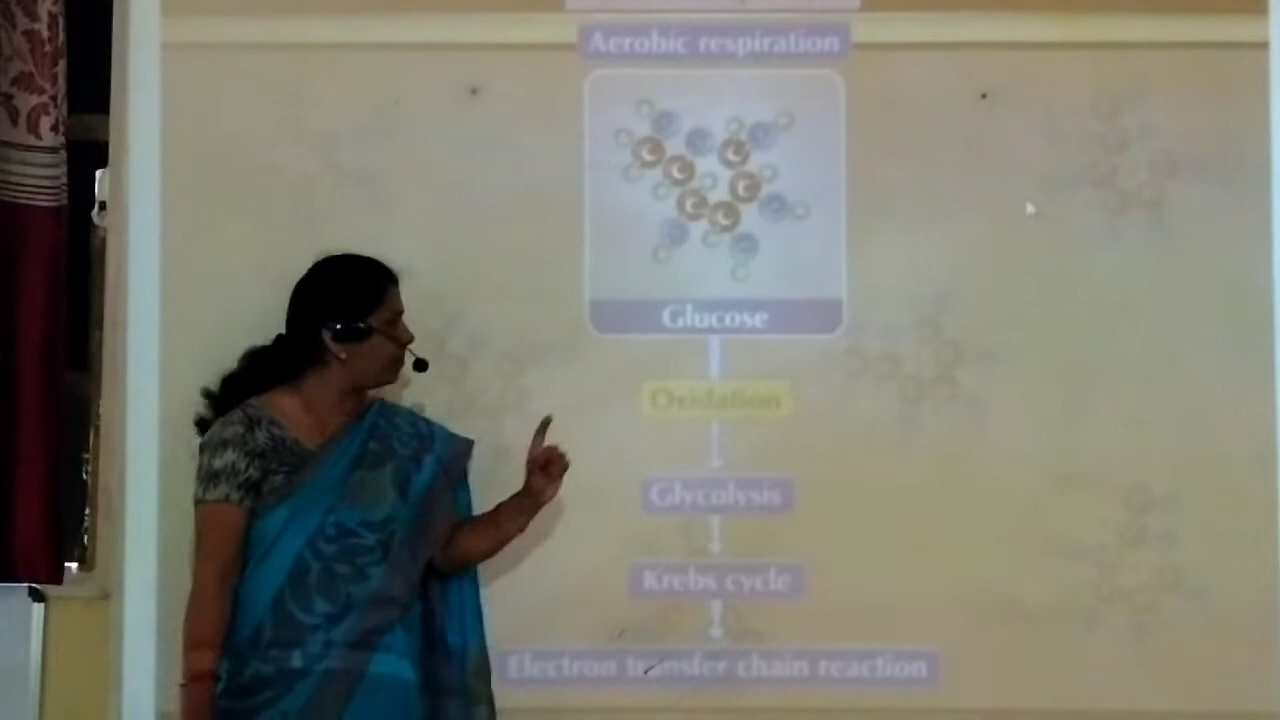 Aerobic respiration
C
C
C
C
C
C
Glucose
Oxidation
Glycolysis
Krebs cycle
Electron transfer chain reaction